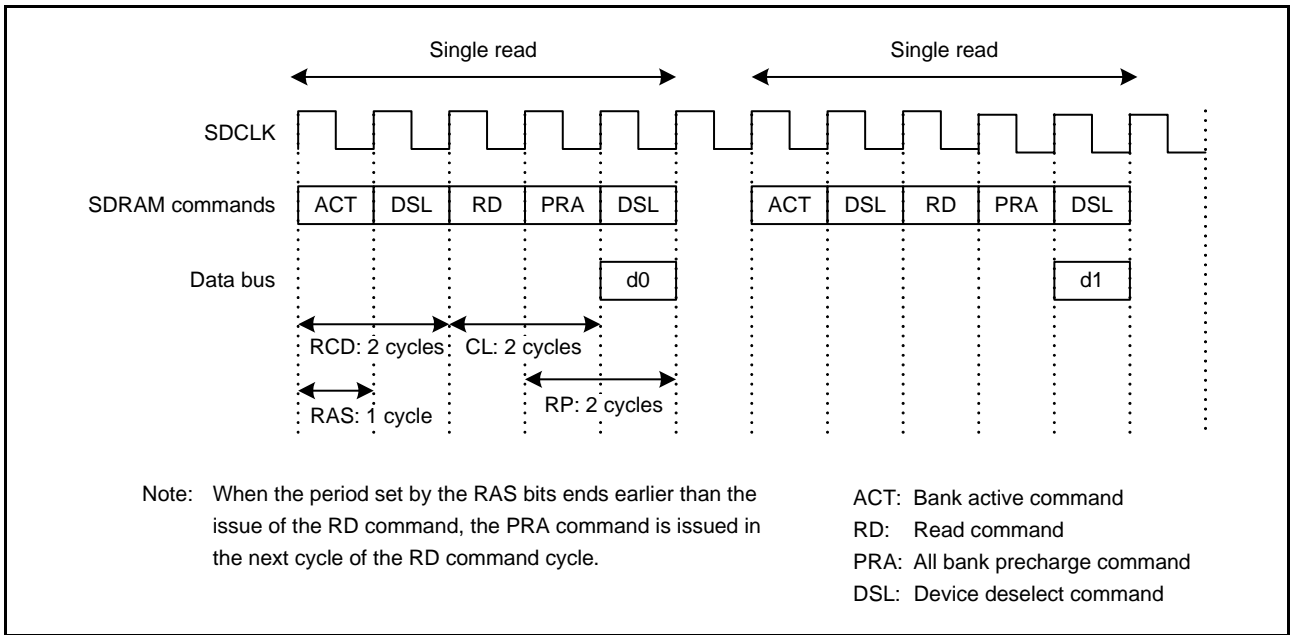 Single read Single read
SDCLK
SDRAM commands ACT DSL RD PRA DSL ACT DSL RD PRA DSL
Data bus d0 d1
RCD: 2 cycles CL: 2 cycles
RAS: 1 cycle RP: 2 cycles
Note: When the period set by the RAS bits ends earlier than the
issue of the RD command, the PRA command is issued in
the next cycle of the RD command cycle.
ACT: Bank active command
RD: Read command
PRA: All bank precharge command
DSL: Device deselect command